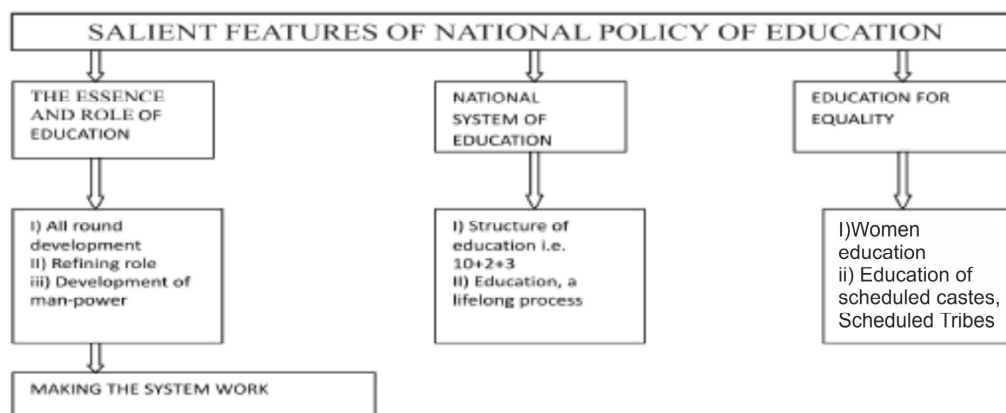 SALIENT FEATURES OF NATIONAL POLICY OF EDUCATION
THE ESSENCE
AND ROLE OF
EDUCATION
NATIONAL
SYSTEM OF
EDUCATION
EDUCATION FOR
EQUALITY
I) All round
development
II) Refining role
iii) Development of
man-power
I) Structure of
education i.e.
10+2+3
II) Education, a
lifelong process
I)Women
education
ii) Education of
scheduled castes,
Scheduled Tribes
MAKING THE SYSTEM WORK